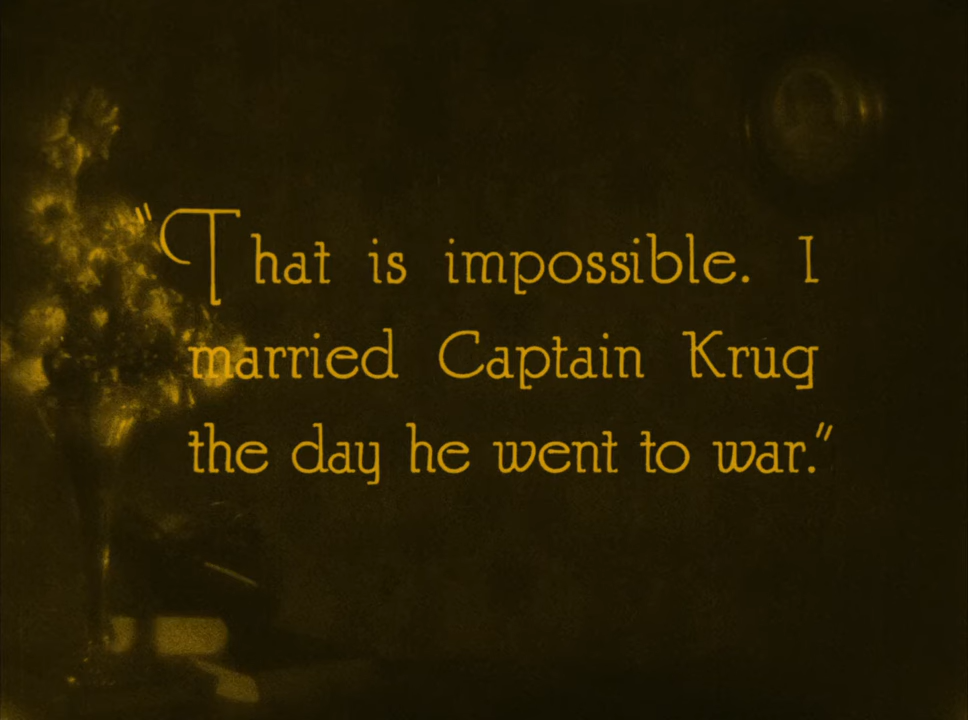 "That is impossible. I
married Captain Krug
the day he went to war."